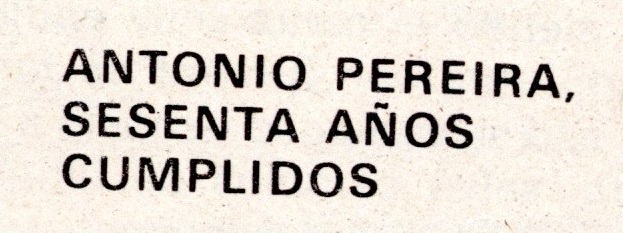 ANTONIO PEREIRA,
SESENTA AÑOS
CUMPLIDOS